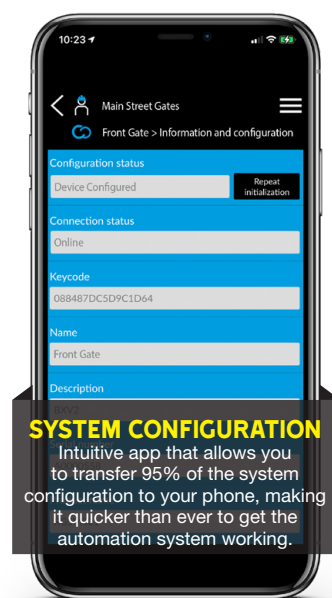 10:23
Main Street Gates
Front Gate > Information and configuration
Configuration status
Device Configured
Repeat
initialization
Connection status
Online
Keycode
088487DC5D9C1D64
Name
Front Gate
Description
BXV2
SYSTEM CONFIGURATION
Intuitive app that allows you
to transfer 95% of the system
configuration to your phone, making
it quicker than ever to get the
automation system working.